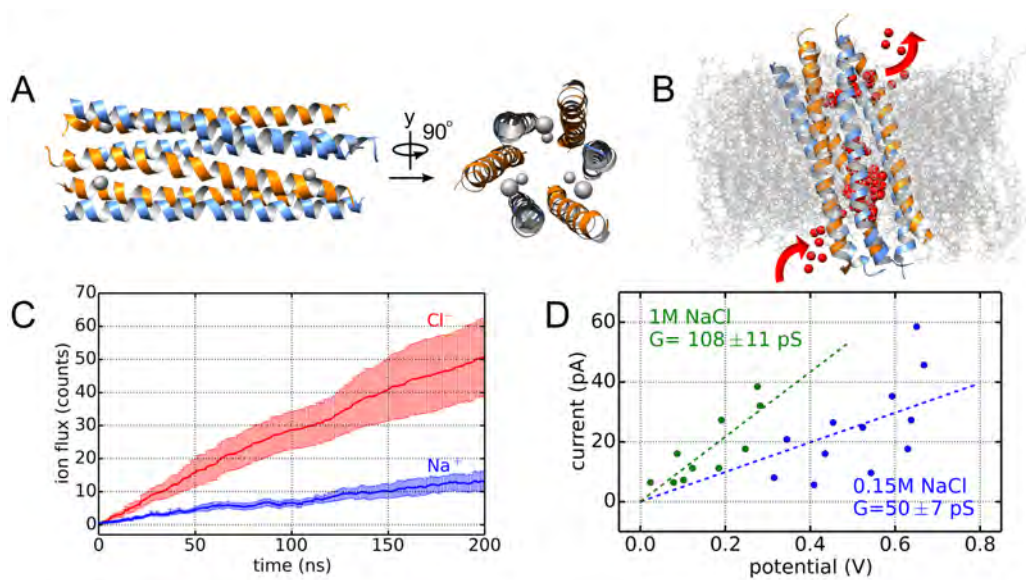 A
y
90°
B
C
ion flux (counts)
70
60
50
40
30
20
10
0
Cl⁻
Na⁺
0
50
100
150
200
time (ns)
D
current (pA)
60
40
20
0
1M NaCl
G= 108 ±11 pS
0.15M NaCl
G=50 ±7 pS
0.0
0.2
0.4
0.6
0.8
potential (V)